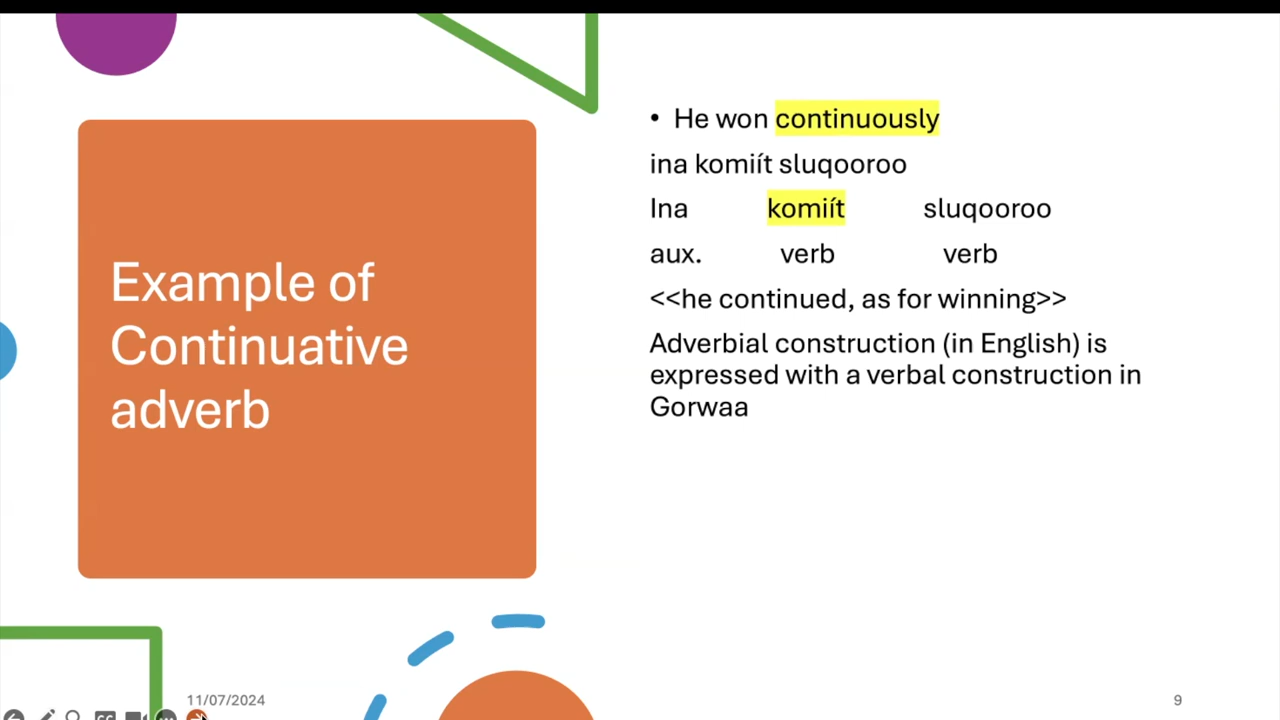 Example of
Continuative
adverb
• He won continuously
ina komiít sluqooroo
Ina komiít sluqooroo
aux. verb verb
<<he continued, as for winning>>
Adverbial construction (in English) is
expressed with a verbal construction in
Gorwaa
11/07/2024
9